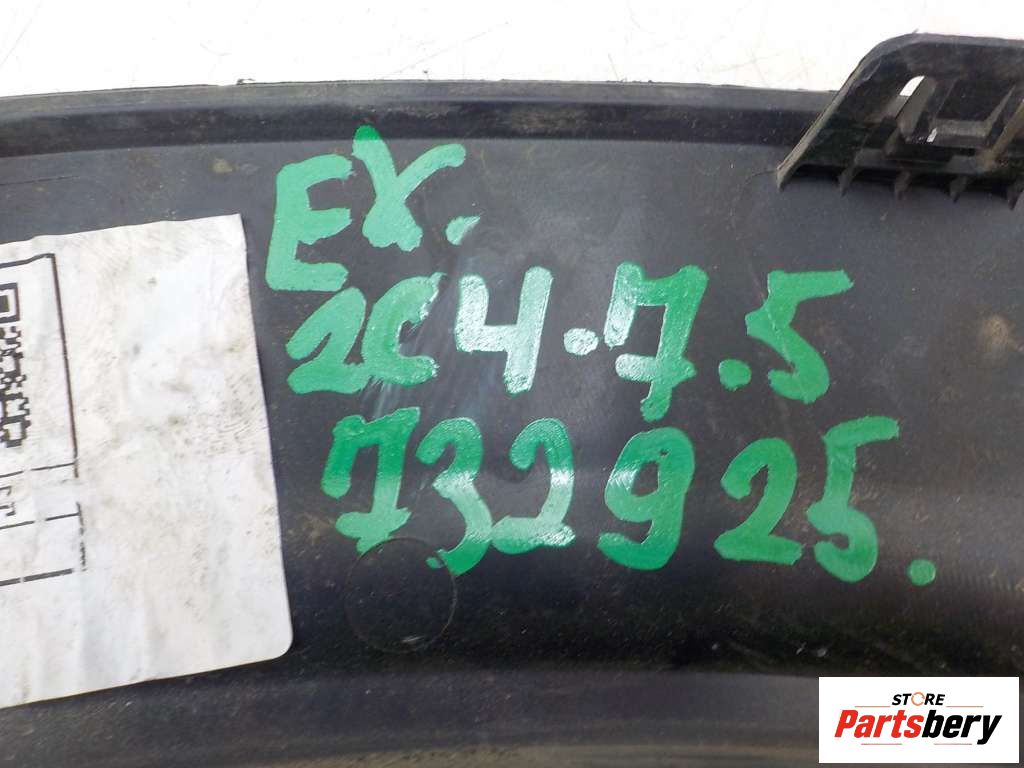 EX.
2C4.7.5
732925.
STORE
Partsbery